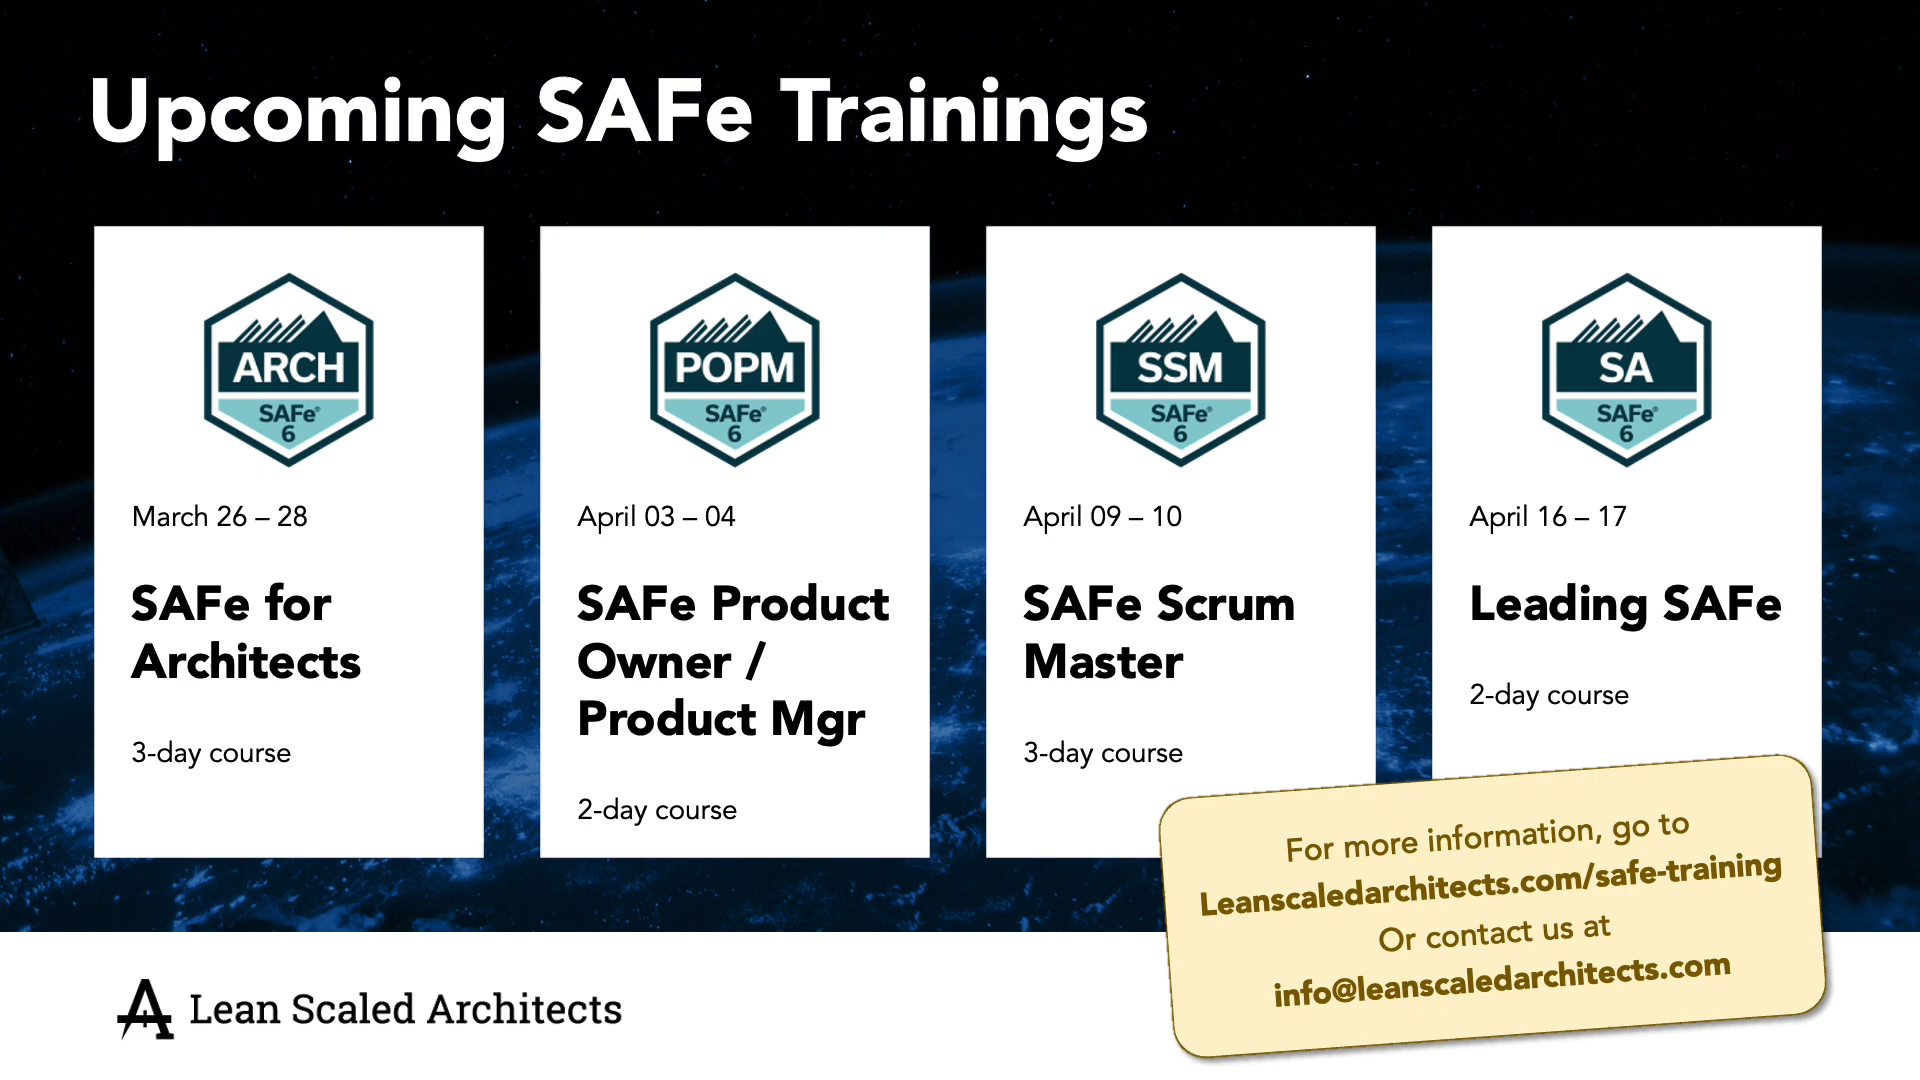 Upcoming SAFe Trainings
ARCH
SAFe®
6
March 26 – 28
SAFe for
Architects
3-day course
POPM
SAFe®
6
April 03 – 04
SAFe Product
Owner /
Product Mgr
2-day course
SSM
SAFe®
6
April 09 – 10
SAFe Scrum
Master
3-day course
SA
SAFe®
6
April 16 – 17
Leading SAFe
2-day course
For more information, go to
Leanscaledarchitects.com/safe-training
Or contact us at
info@leanscaledarchitects.com
Lean Scaled Architects